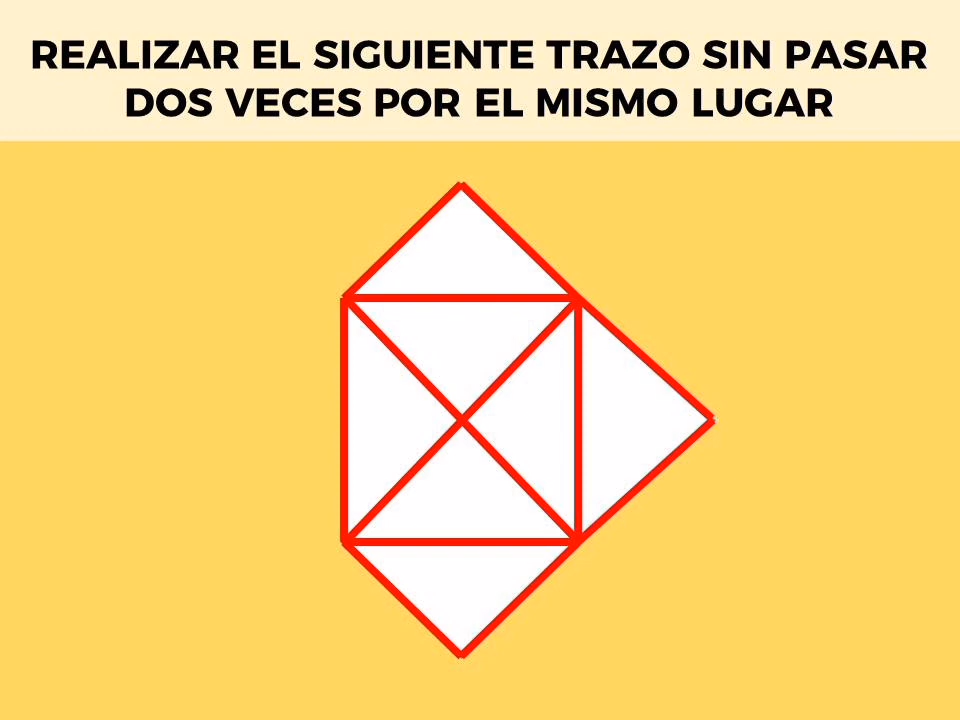 REALIZAR EL SIGUIENTE TRAZO SIN PASAR
DOS VECES POR EL MISMO LUGAR